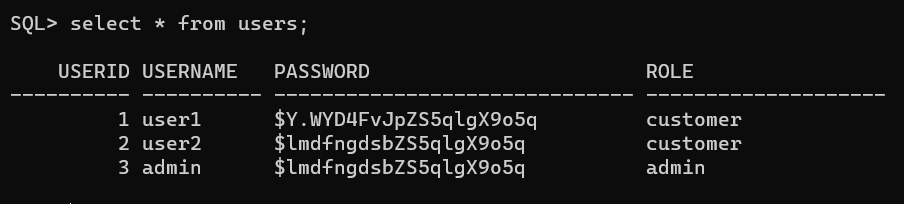 SQL> select * from users;
USERID USERNAME PASSWORD ROLE
---------- ---------- ------------------------------ --------------------
1 user1 $Y.WYD4FvJpZS5qlgX9o5q customer
2 user2 $lmdfngdsbZS5qlgX9o5q customer
3 admin $lmdfngdsbZS5qlgX9o5q admin